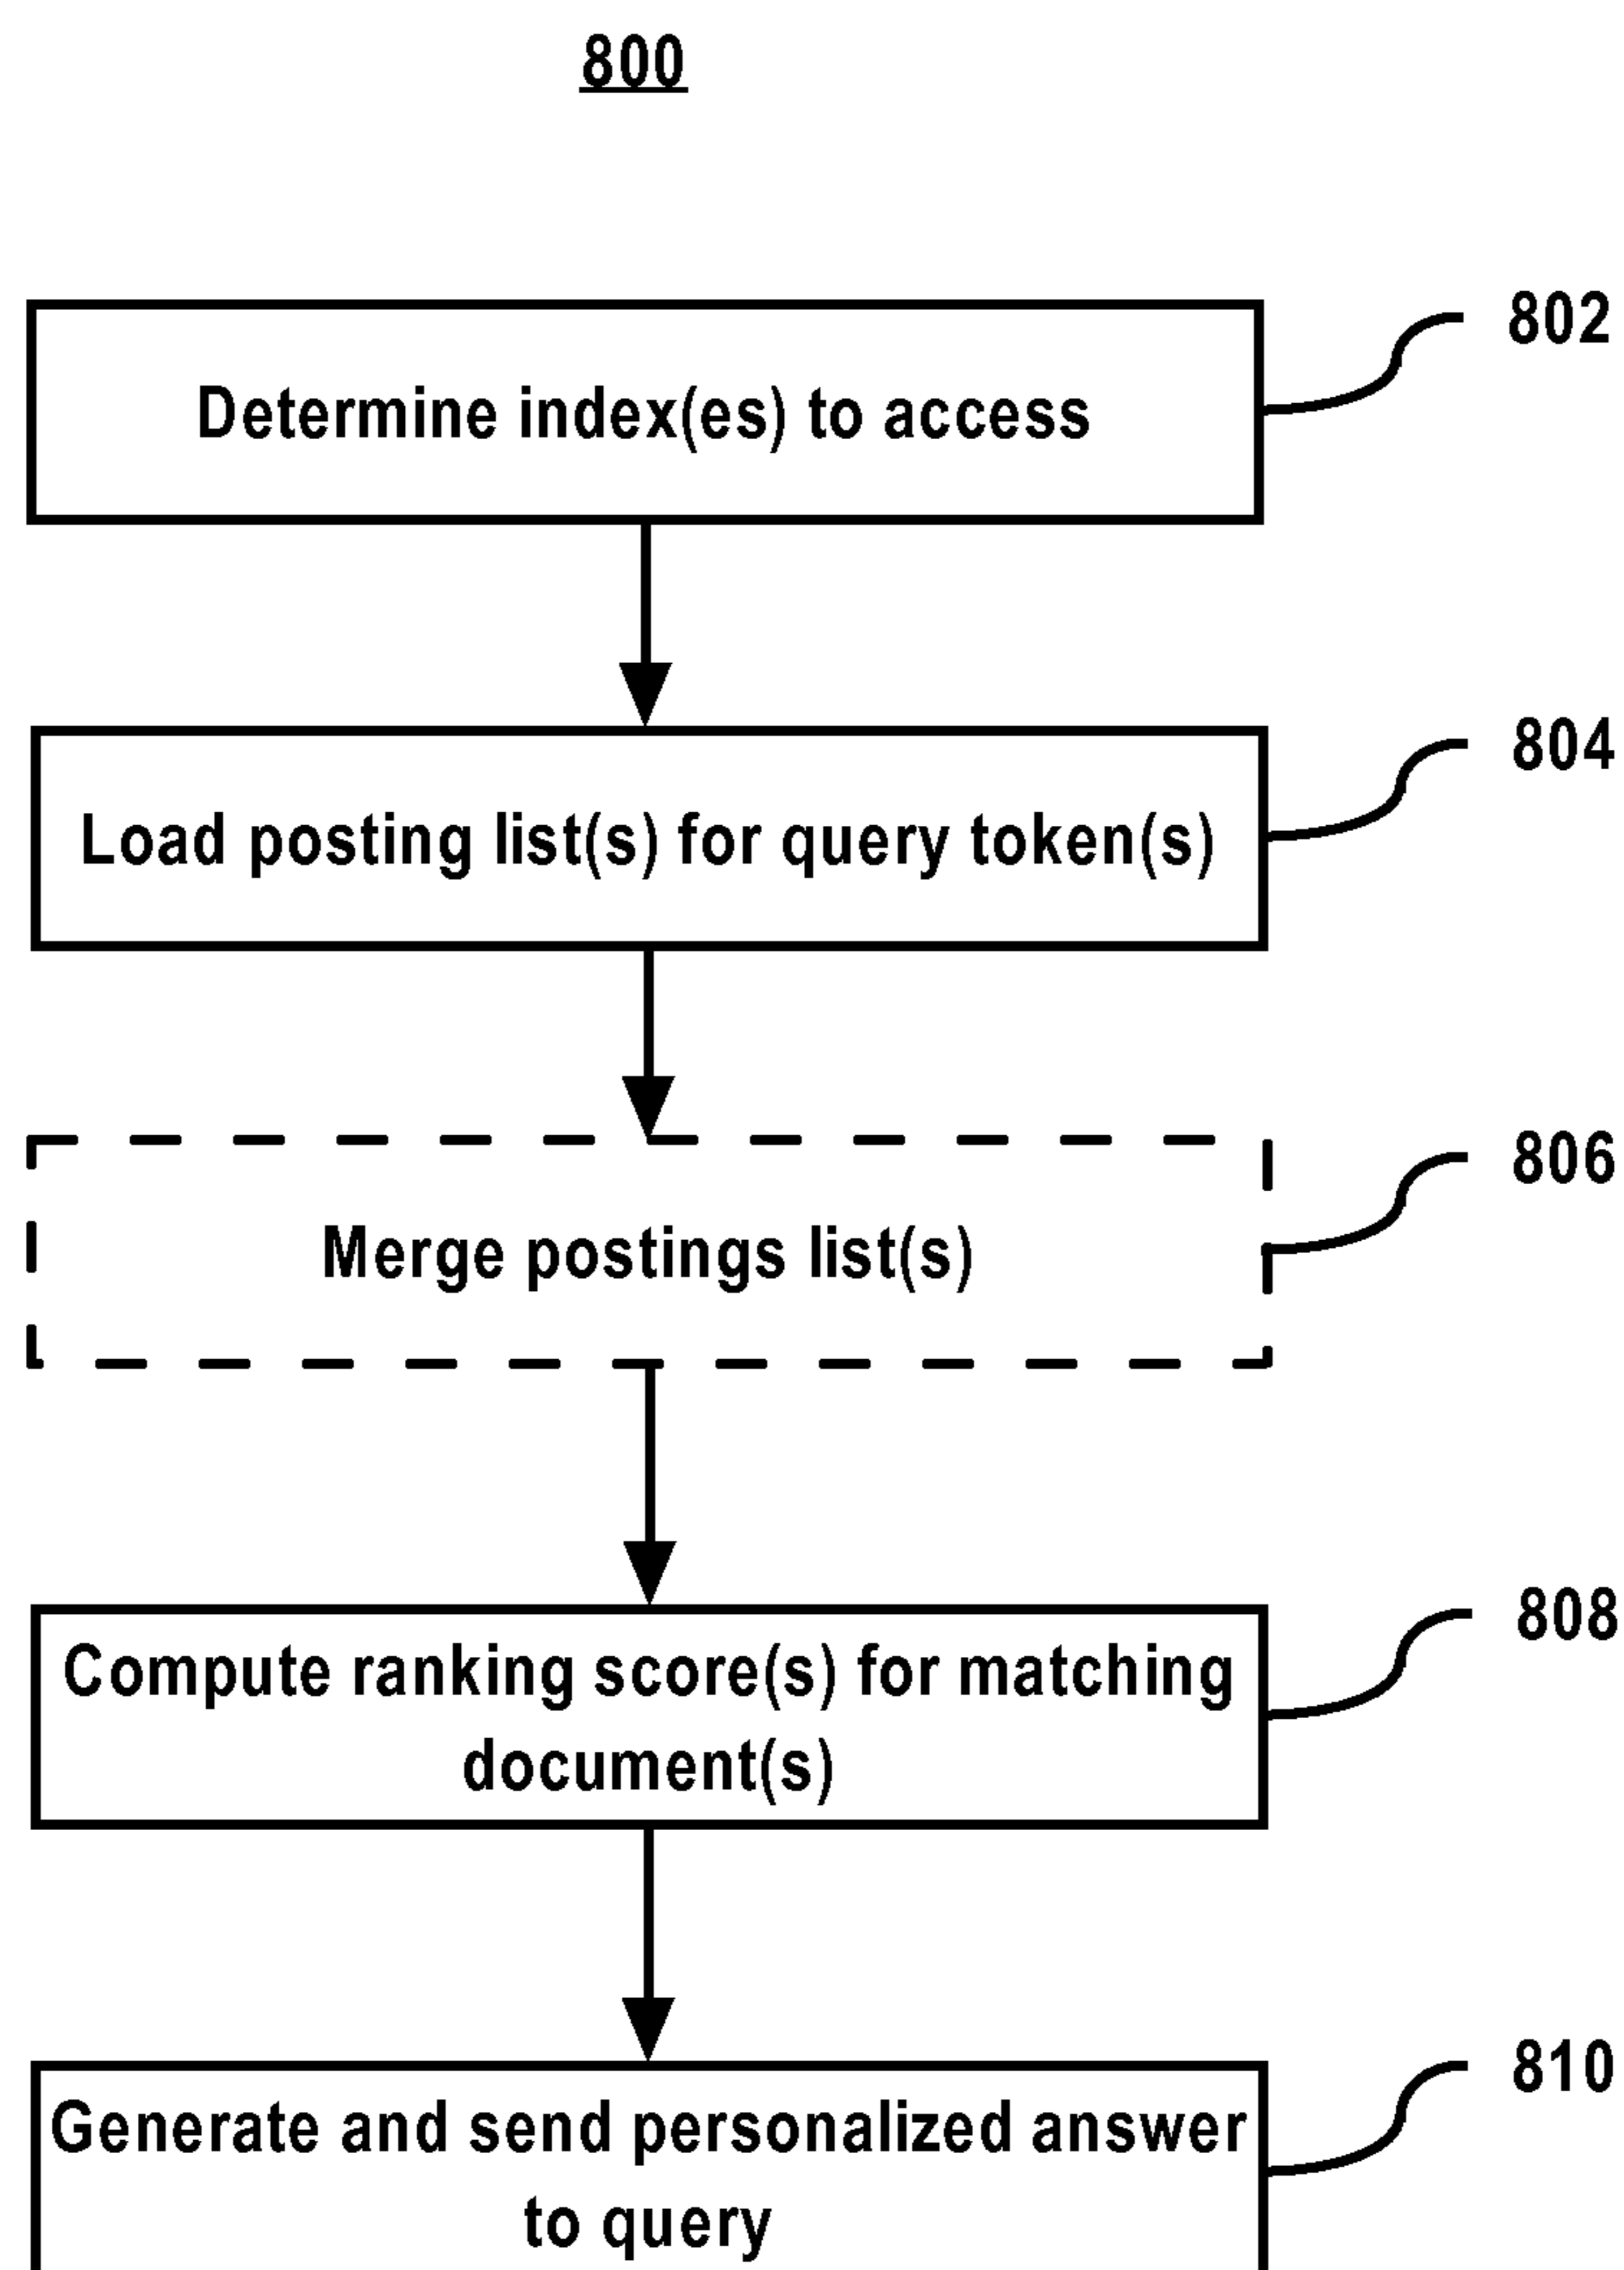 800
Determine index(es) to access
802
Load posting list(s) for query token(s)
804
Merge postings list(s)
806
Compute ranking score(s) for matching
document(s)
808
Generate and send personalized answer
to query
810